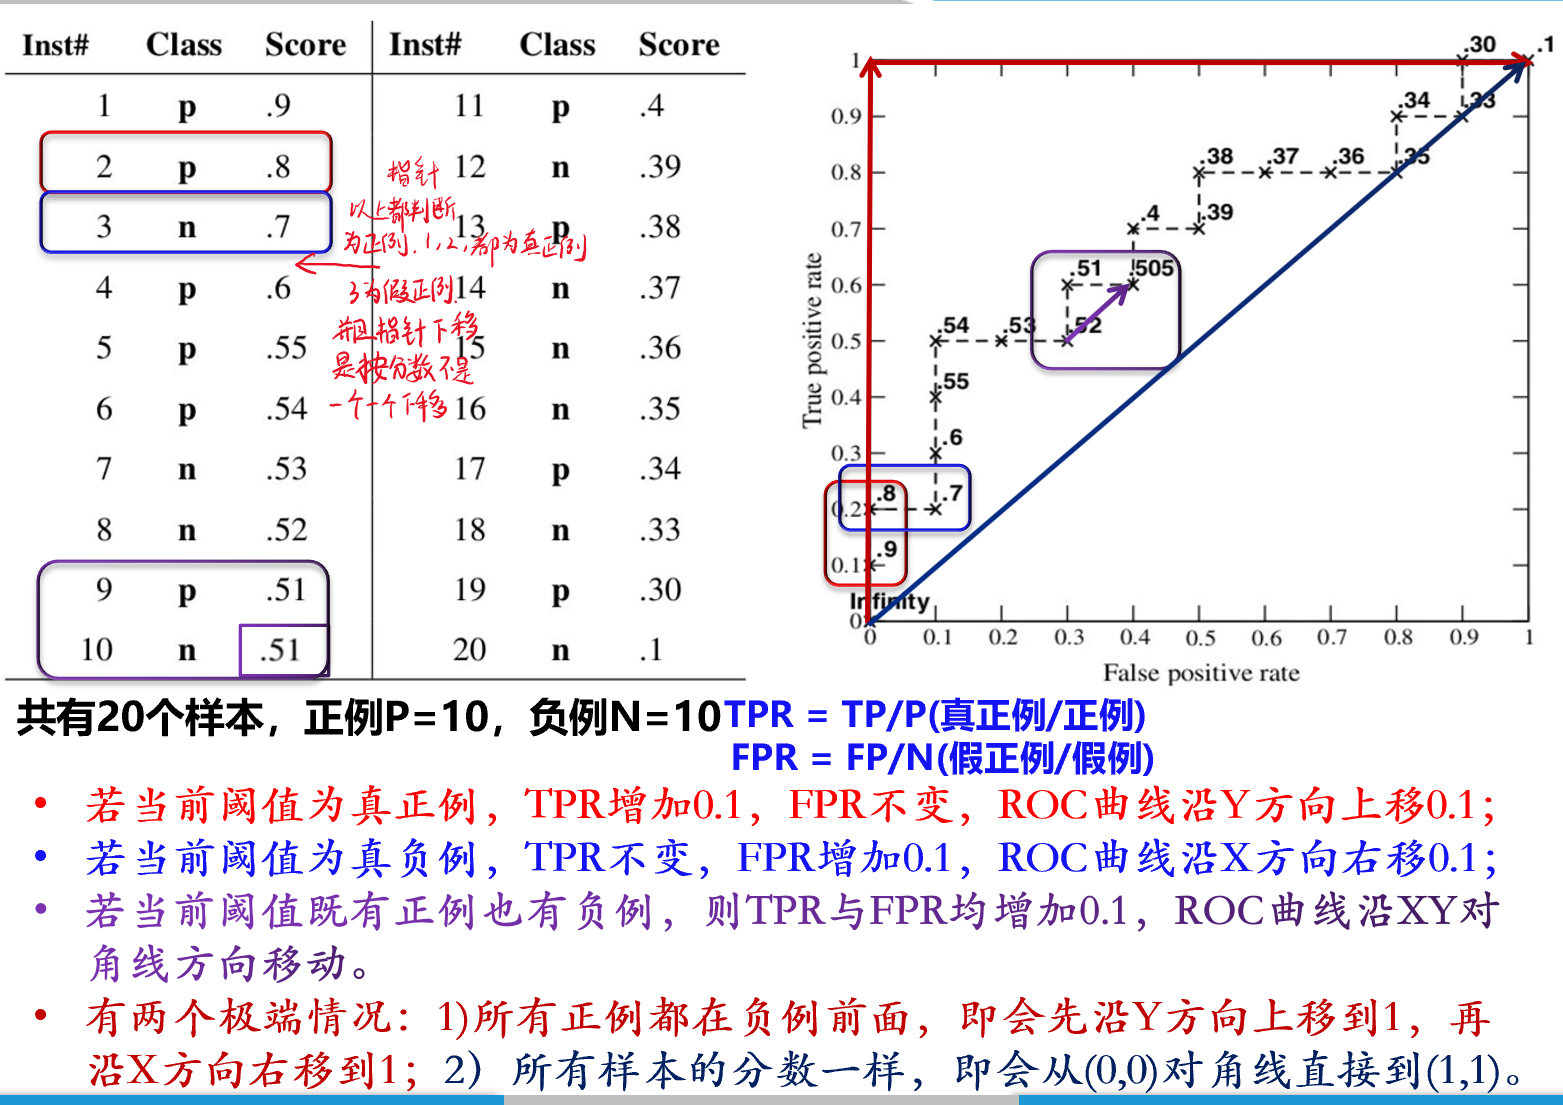 Inst# Class Score Inst# Class Score
1 p .9 11 p .4
2 p .8 12 n .39
3 n .7 13 p .38
4 p .6 14 n .37
5 p .55 15 n .36
6 p .54 16 n .35
7 n .53 17 p .34
8 n .52 18 n .33
9 p .51 19 p .30
10 n .51 20 n .1
指针
以上都判断
为正例.1,2,都为真正例
3为假正例.
并且指针下移
是按分数不是
一个一个下移
True positive rate
1
0.9
0.8
0.7
0.6
0.5
0.4
0.3
0.2
0.1
0
Infinity
.9
.8
.7
.6
.55
.54
.53
.52
.51
.505
.4
.39
.38
.37
.36
.35
.34
.33
.30
.1
0 0.1 0.2 0.3 0.4 0.5 0.6 0.7 0.8 0.9 1
False positive rate
共有20个样本，正例P=10，负例N=10
TPR = TP/P(真正例/正例)
FPR = FP/N(假正例/假例)
• 若当前阈值为真正例，TPR增加0.1，FPR不变，ROC曲线沿Y方向上移0.1；
• 若当前阈值为真负例，TPR不变，FPR增加0.1，ROC曲线沿X方向右移0.1；
• 若当前阈值既有正例也有负例，则TPR与FPR均增加0.1，ROC曲线沿XY对
角线方向移动。
• 有两个极端情况：1)所有正例都在负例前面，即会先沿Y方向上移到1，再
沿X方向右移到1；2）所有样本的分数一样，即会从(0,0)对角线直接到(1,1)。